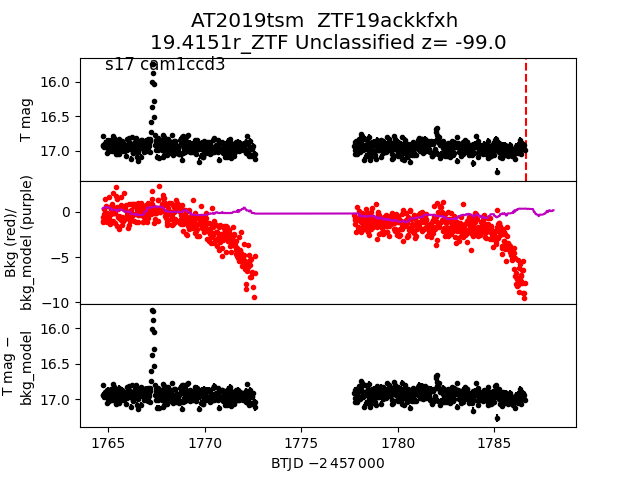 AT2019tsm  ZTF19ackkfxh
19.4151r_ZTF Unclassified z= -99.0
s17 cam1ccd3
T mag
16.0
16.5
17.0
Bkg (red)/
bkg_model (purple)
0
−5
−10
T mag −
bkg_model
16.0
16.5
17.0
1765
1770
1775
1780
1785
BTJD −2 457 000